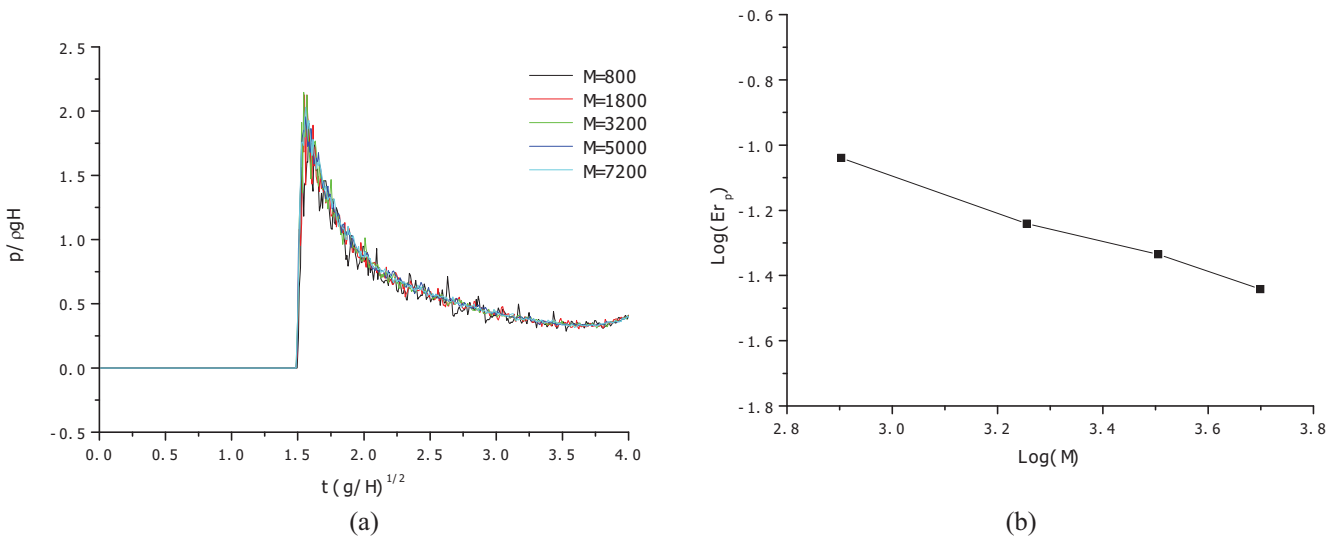 2.5
2.0
1.5
1.0
0.5
0.0
-0.5
p/ρgH
0.0 0.5 1.0 1.5 2.0 2.5 3.0 3.5 4.0
t(g/H)^1/2
M=800
M=1800
M=3200
M=5000
M=7200
(a)
-0.6
-0.8
-1.0
-1.2
-1.4
-1.6
-1.8
Log(Er_p)
2.8 3.0 3.2 3.4 3.6 3.8
Log(M)
(b)